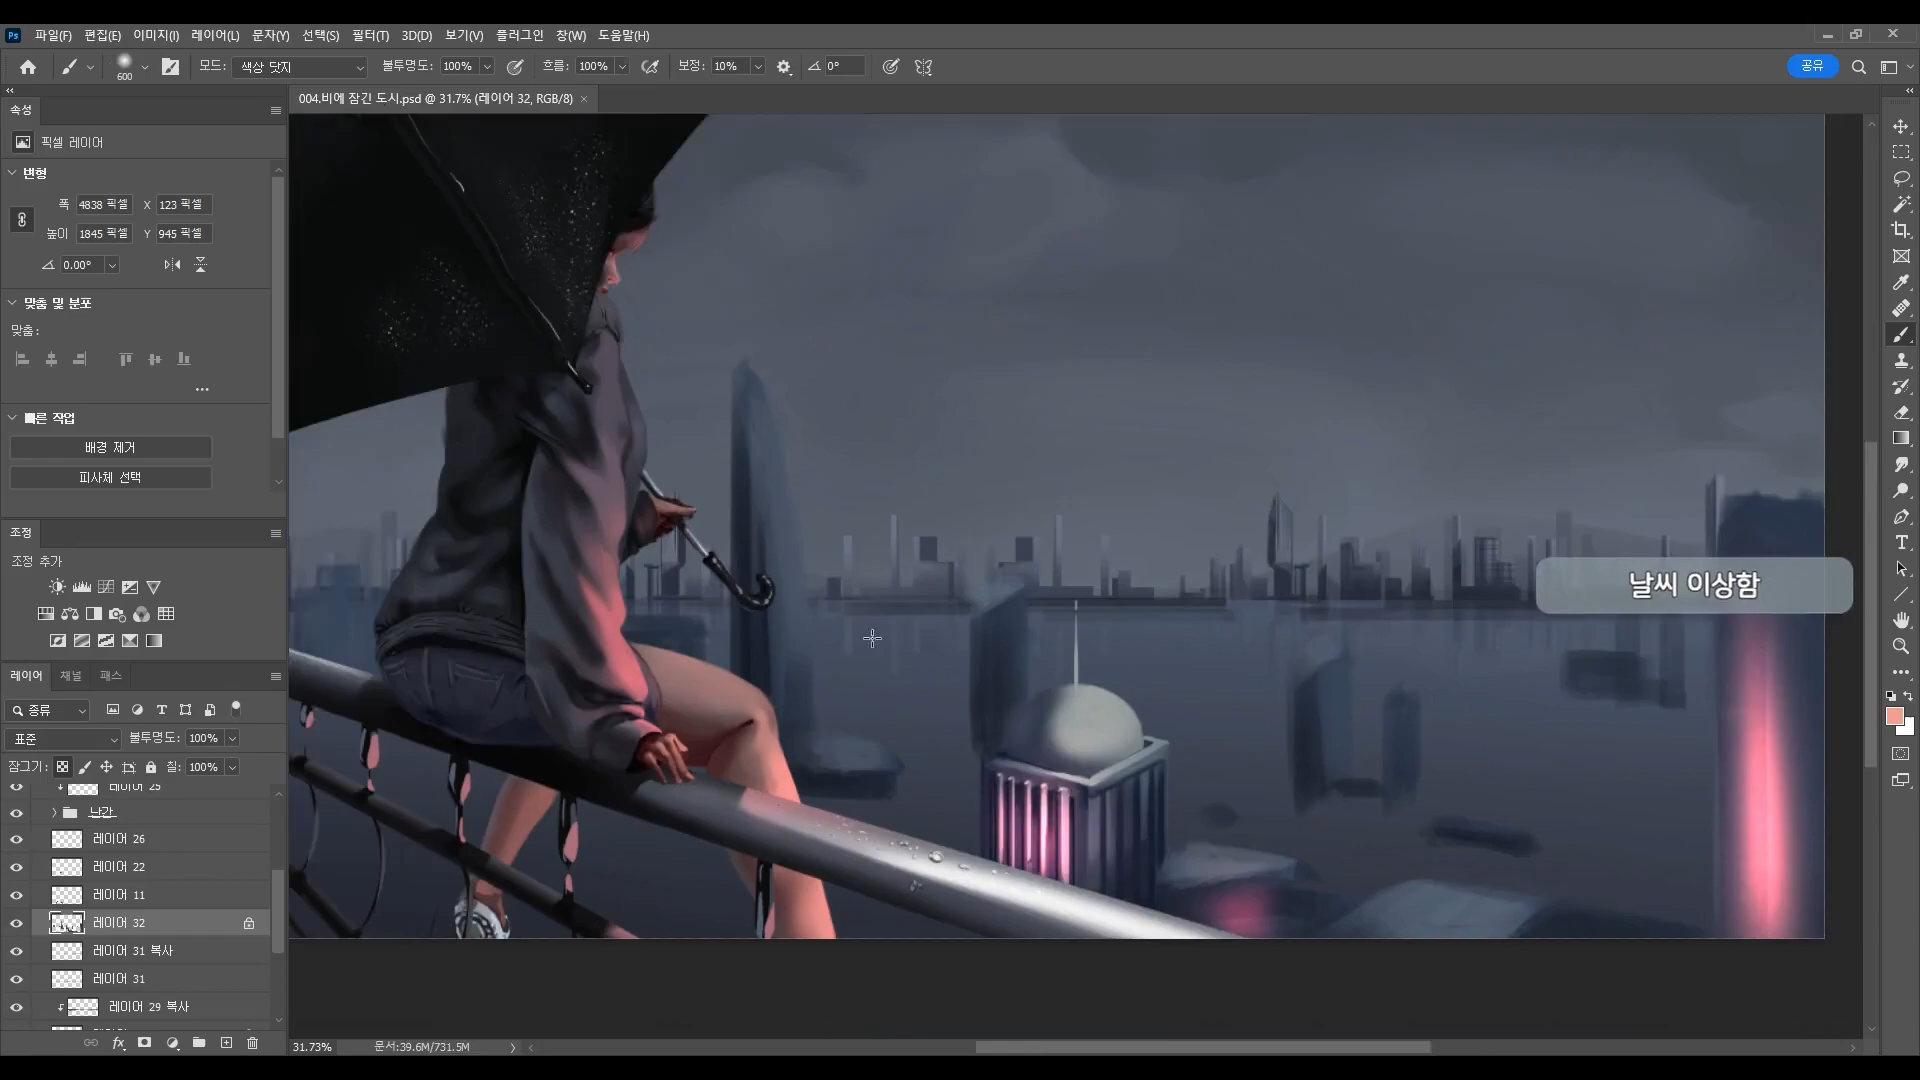 Ps 파일(F) 편집(E) 이미지(I) 레이어(L) 문자(Y) 선택(S) 필터(T) 3D(D) 보기(V) 플러그인 창(W) 도움말(H)
600 모드: 색상 닷지 불투명도: 100% 흐름: 100% 보정: 10% 0° 공유
004.비에 잠긴 도시.psd @ 31.7% (레이어 32, RGB/8)
속성
픽셀 레이어
변형
폭 4838 픽셀 X 123 픽셀
높이 1845 픽셀 Y 945 픽셀
0.00°
맞춤 및 분포
맞춤:
빠른 작업
배경 제거
피사체 선택
조정
조정 추가
레이어 채널 패스
종류
표준 불투명도: 100%
잠그기: 칠: 100%
레이어 25
난간
레이어 26
레이어 22
레이어 11
레이어 32
레이어 31 복사
레이어 31
레이어 29 복사
fx
날씨 이상함
31.73% 문서:39.6M/731.5M